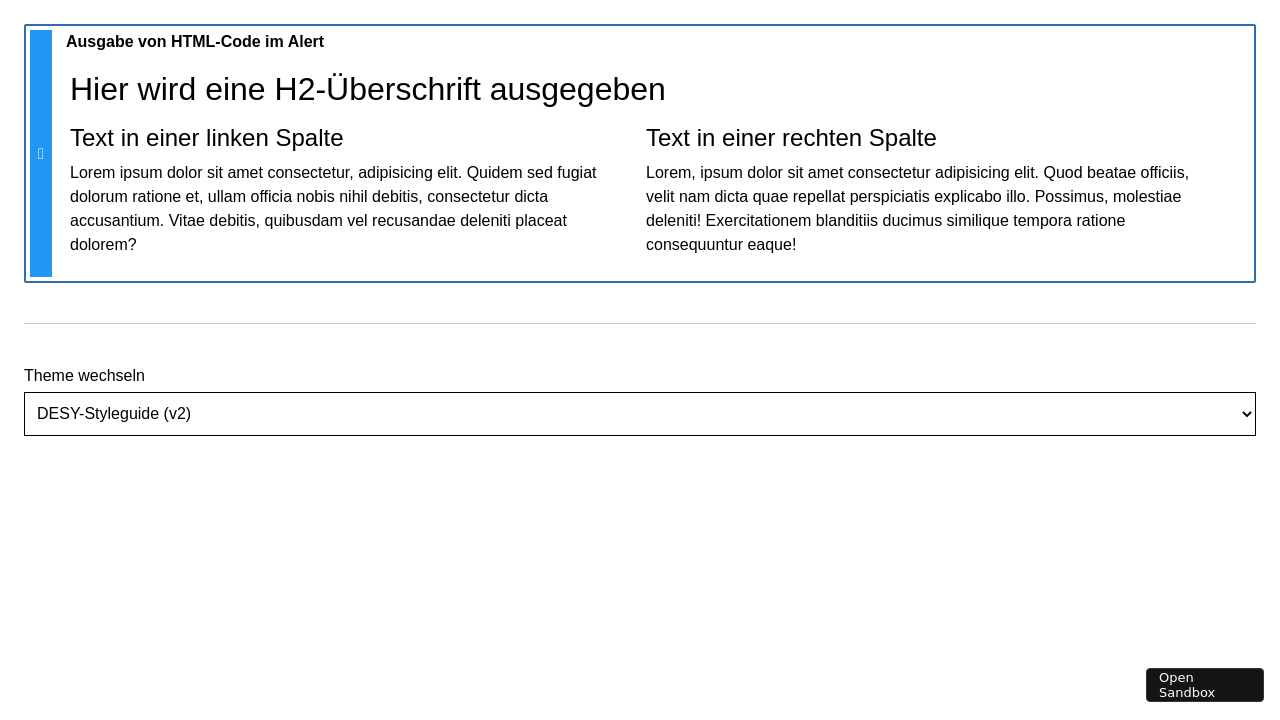 Ausgabe von HTML-Code im Alert
Hier wird eine H2-Überschrift ausgegeben
Text in einer linken Spalte
Lorem ipsum dolor sit amet consectetur, adipisicing elit. Quidem sed fugiat
dolorum ratione et, ullam officia nobis nihil debitis, consectetur dicta
accusantium. Vitae debitis, quibusdam vel recusandae deleniti placeat
dolorem?
Text in einer rechten Spalte
Lorem, ipsum dolor sit amet consectetur adipisicing elit. Quod beatae officiis,
velit nam dicta quae repellat perspiciatis explicabo illo. Possimus, molestiae
deleniti! Exercitationem blanditiis ducimus similique tempora ratione
consequuntur eaque!
Theme wechseln
DESY-Styleguide (v2)
Open
Sandbox